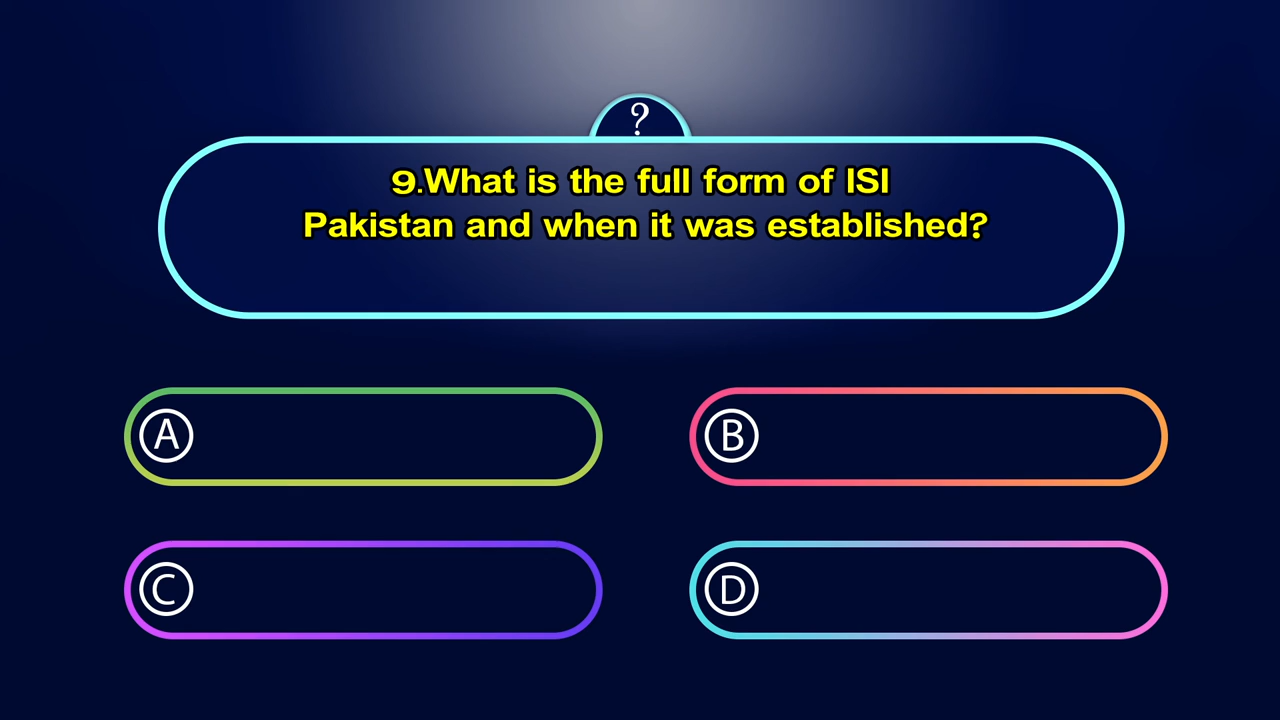 ?
9.What is the full form of ISI
Pakistan and when it was established?
A
B
C
D